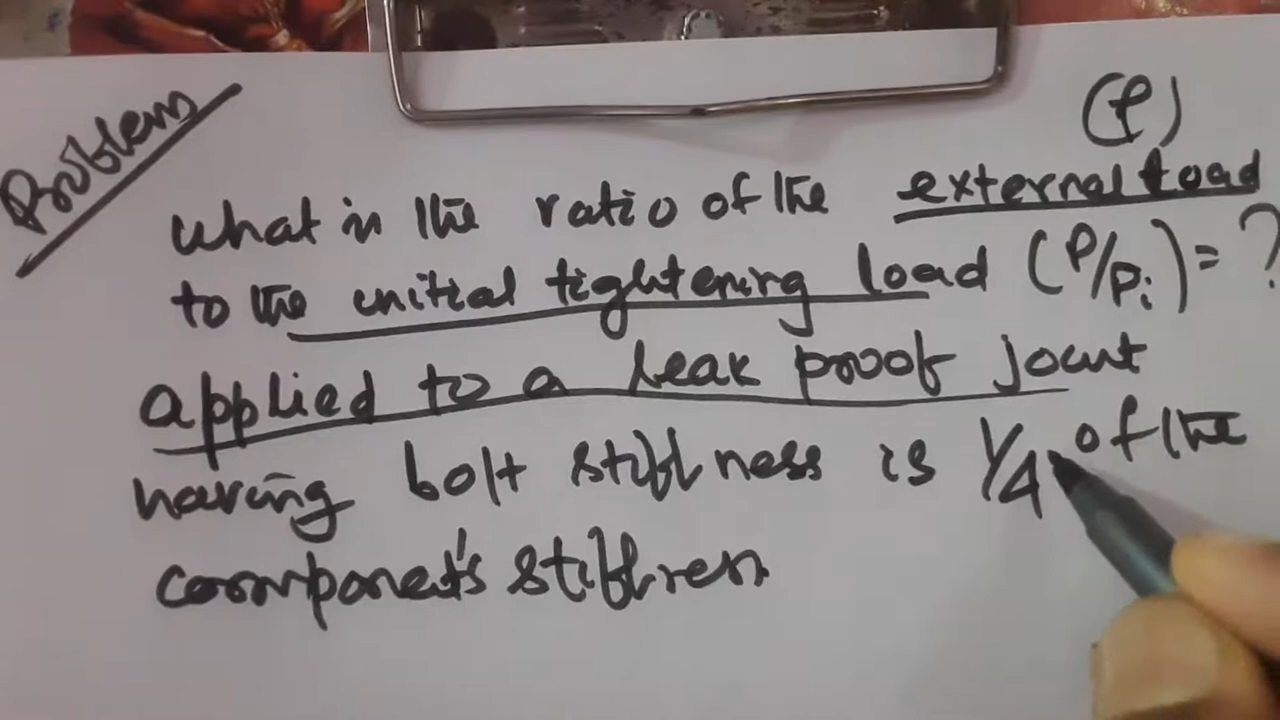 Problem
(P)
What is the ratio of the external load
to the initial tightening load (P/Pi) = ?
applied to a leak proof joint
having bolt stiffness is 1/4 of the
component's stiffness